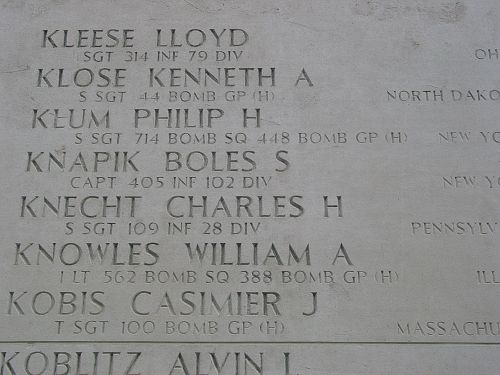 KLEESE LLOYD
SGT 314 INF 79 DIV OH
KLOSE KENNETH A
S SGT 44 BOMB GP (H) NORTH DAKO
KLUM PHILIP H
S SGT 714 BOMB SQ 448 BOMB GP (H) NEW YO
KNAPIK BOLES S
CAPT 405 INF 102 DIV NEW YO
KNECHT CHARLES H
S SGT 109 INF 28 DIV PENNSYLV
KNOWLES WILLIAM A
1 LT 562 BOMB SQ 388 BOMB GP (H) ILL
KOBIS CASIMIER J
T SGT 100 BOMB GP (H) MASSACHU
KOBLITZ ALVIN L